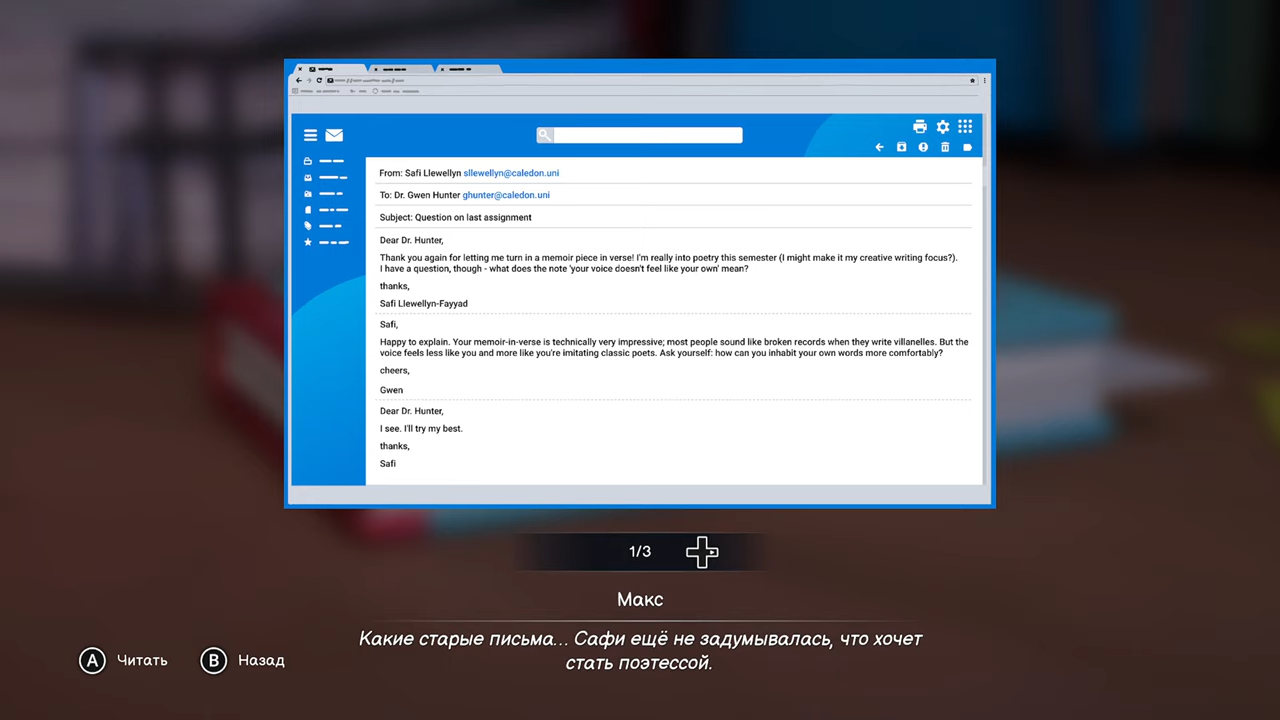 From: Safi Llewellyn sllewellyn@caledon.uni
To: Dr. Gwen Hunter ghunter@caledon.uni
Subject: Question on last assignment
Dear Dr. Hunter,
Thank you again for letting me turn in a memoir piece in verse! I'm really into poetry this semester (I might make it my creative writing focus?).
I have a question, though - what does the note 'your voice doesn't feel like your own' mean?
thanks,
Safi Llewellyn-Fayyad
Safi,
Happy to explain. Your memoir-in-verse is technically very impressive; most people sound like broken records when they write villanelles. But the
voice feels less like you and more like you're imitating classic poets. Ask yourself: how can you inhabit your own words more comfortably?
cheers,
Gwen
Dear Dr. Hunter,
I see. I'll try my best.
thanks,
Safi
1/3
Макс
Какие старые письма... Сафи ещё не задумывалась, что хочет
стать поэтессой.
A Читать B Назад